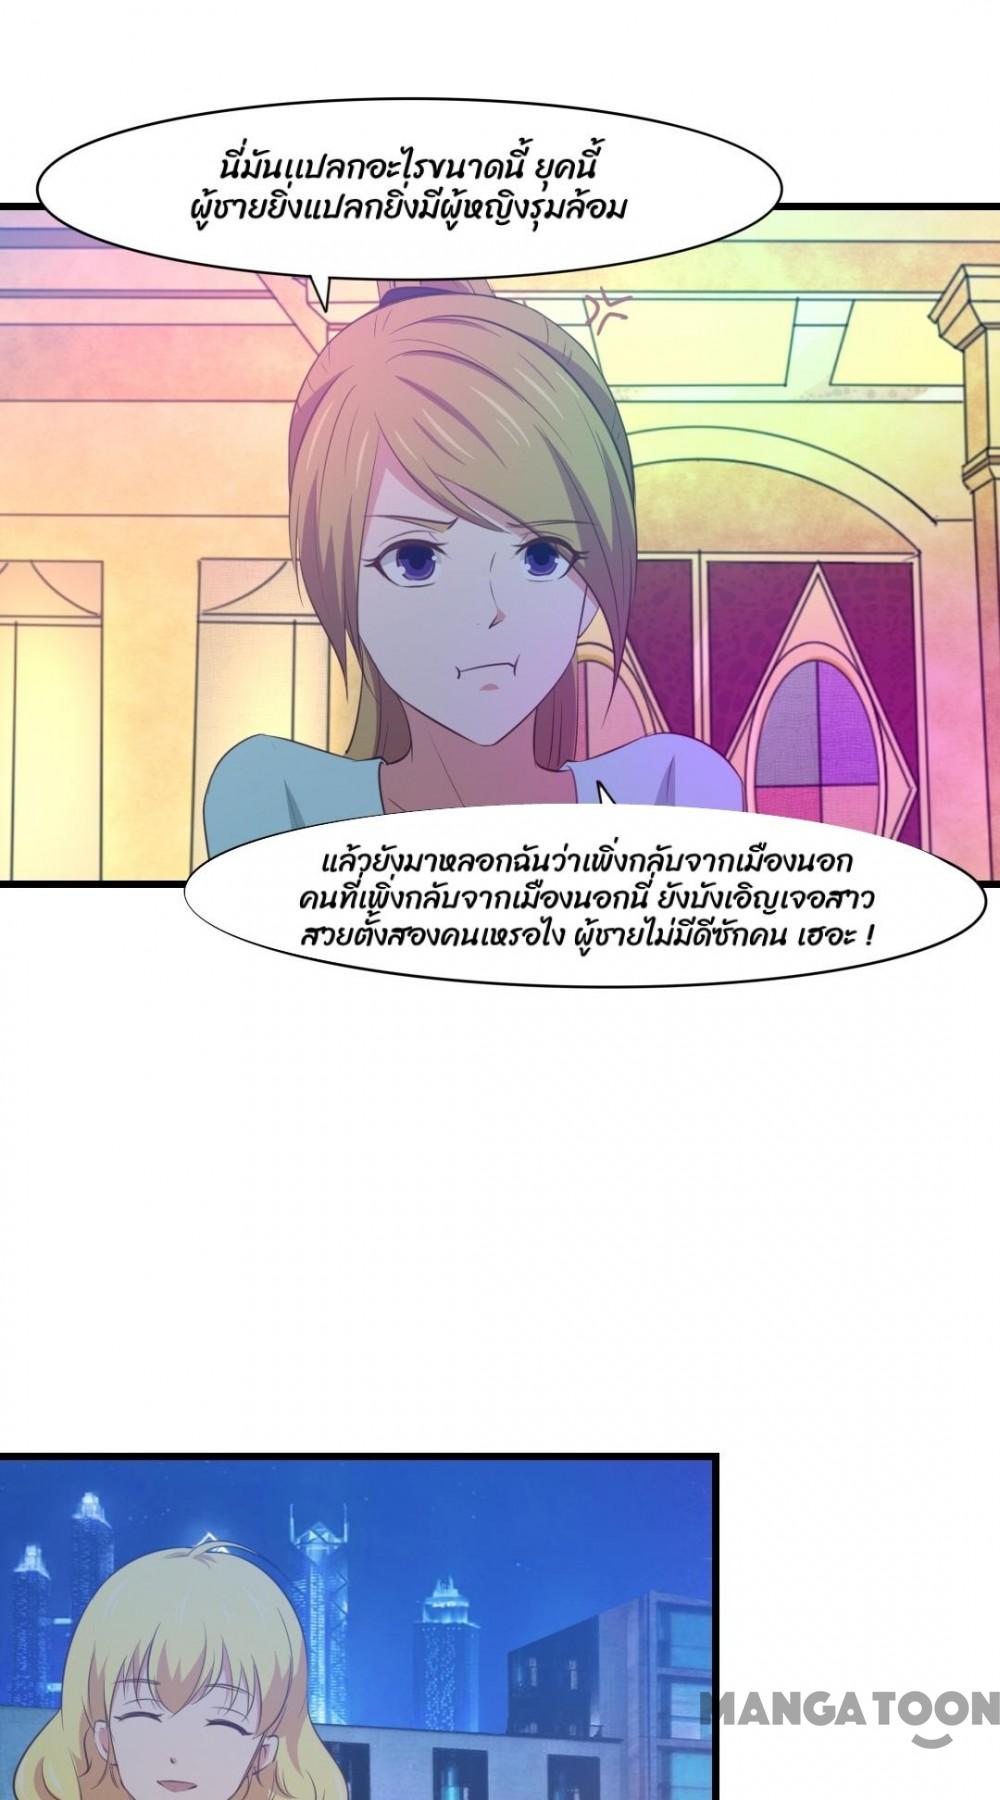 นี่มันแปลกอะไรขนาดนี้ ยุคนี้
ผู้ชายยิ่งแปลกยิ่งมีผู้หญิงรุมล้อม
แล้วยังมาหลอกฉันว่าเพิ่งกลับจากเมืองนอก
คนที่เพิ่งกลับจากเมืองนอกนี่ ยังบังเอิญเจอสาว
สวยตั้งสองคนเหรอไง ผู้ชายไม่มีดีซักคน เฮอะ !
MANGATOON